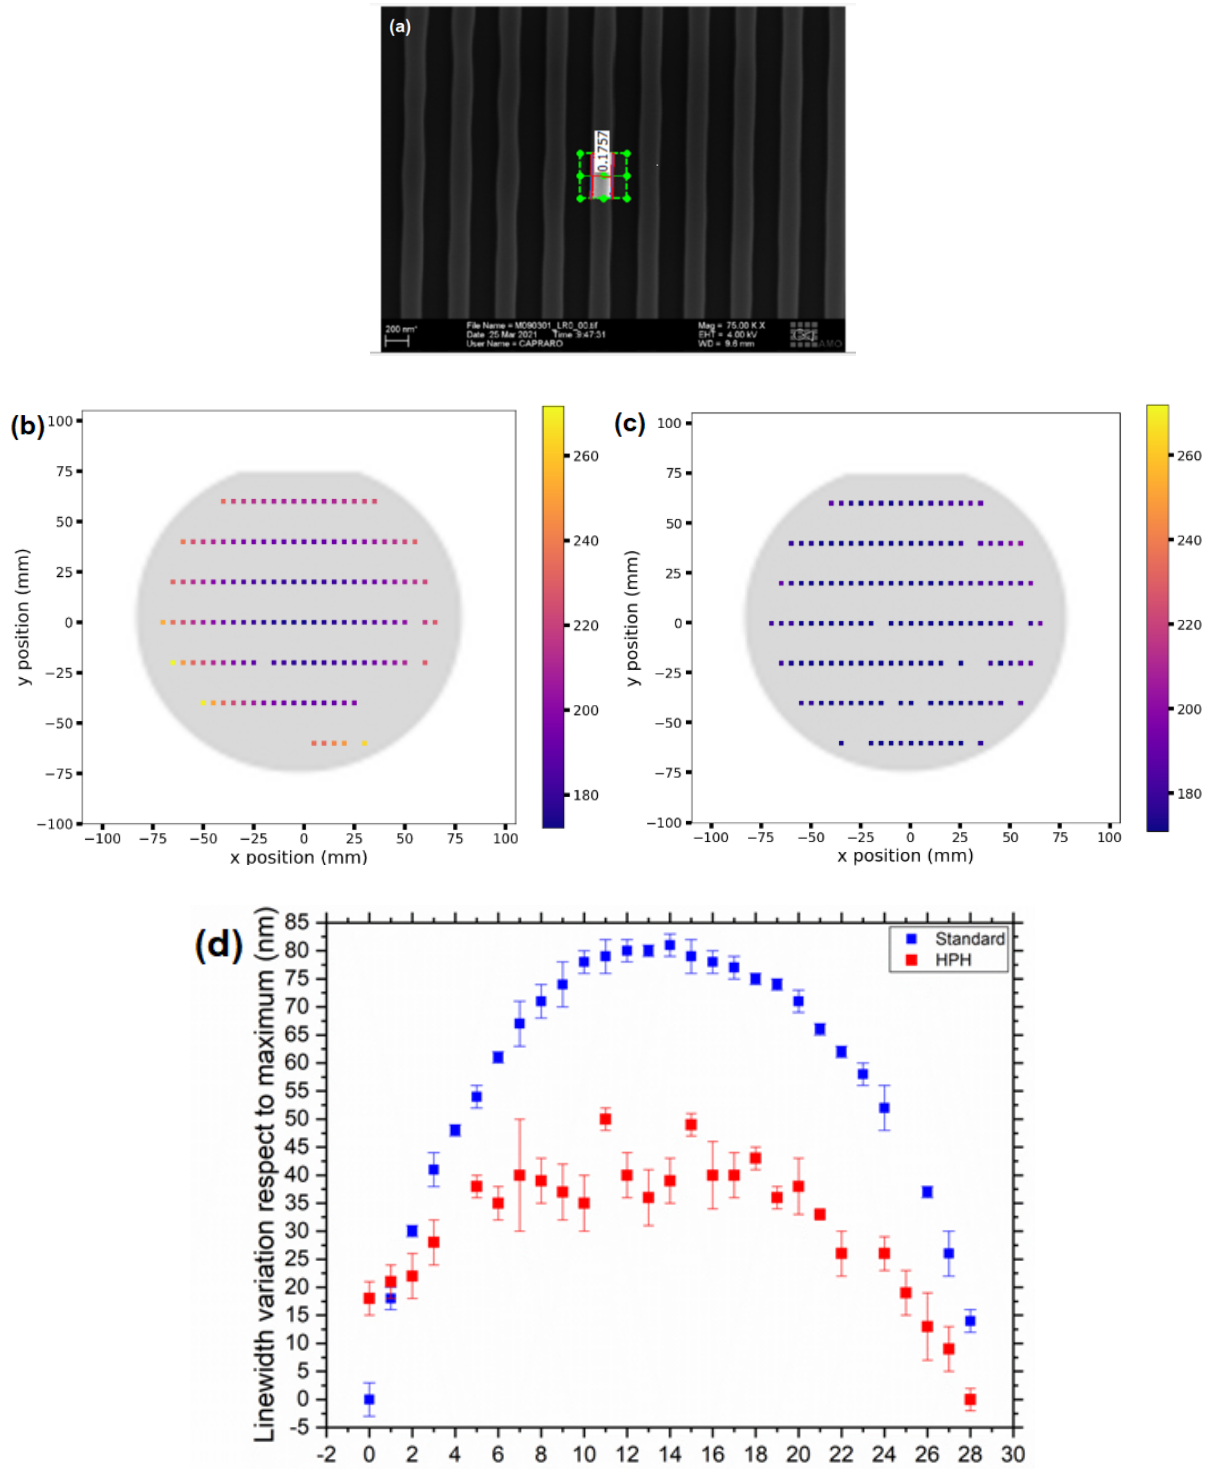 (a)
0.1757
200 nm
File Name = M090301_LR0_00.tif
Date :25 Mar 2021 Time :9:47:31
User Name = CAPRARO
Mag = 75.00 K X
EHT = 4.00 kV
WD = 9.6 mm
AMO
(b)
100
75
50
25
0
−25
−50
−75
−100
y position (mm)
−100 −75 −50 −25 0 25 50 75 100
x position (mm)
260
240
220
200
180
(c)
100
75
50
25
0
−25
−50
−75
−100
y position (mm)
−100 −75 −50 −25 0 25 50 75 100
x position (mm)
260
240
220
200
180
(d)
Linewidth variation respect to maximum (nm)
85
80
75
70
65
60
55
50
45
40
35
30
25
20
15
10
5
0
-5
Standard
HPH
-2 0 2 4 6 8 10 12 14 16 18 20 22 24 26 28 30